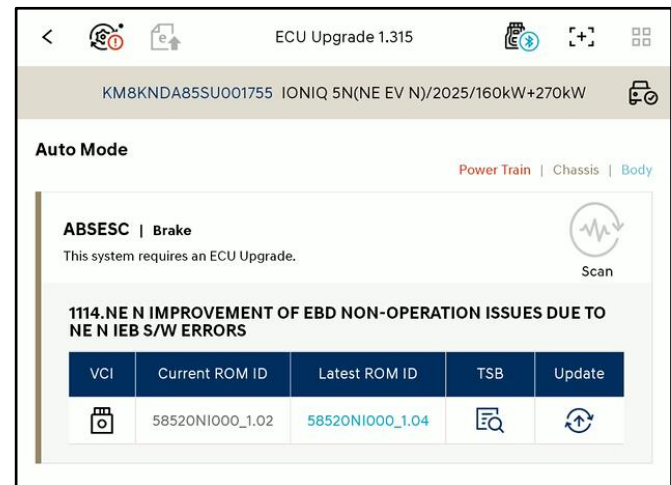 ECU Upgrade 1.315
KM8KNDA85SU001755 IONIQ 5N(NE EV N)/2025/160kW+270kW
Auto Mode
Power Train | Chassis | Body
ABSESC | Brake
This system requires an ECU Upgrade.
Scan
1114.NE N IMPROVEMENT OF EBD NON-OPERATION ISSUES DUE TO
NE N IEB S/W ERRORS
VCI Current ROM ID Latest ROM ID TSB Update
58520NI000_1.02 58520NI000_1.04